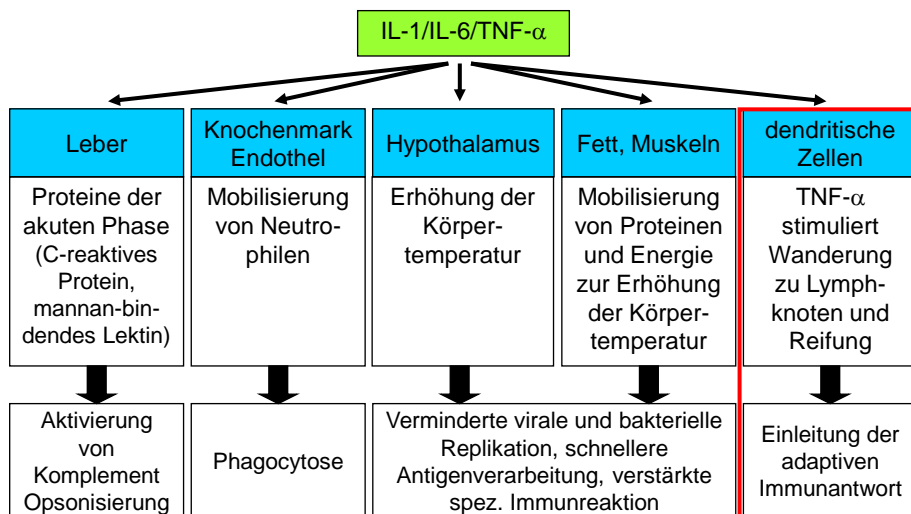 IL-1/IL-6/TNF-α
Leber
Proteine der
akuten Phase
(C-reaktives
Protein,
mannan-bin-
dendes Lektin)
Aktivierung
von
Komplement
Opsonisierung
Knochenmark
Endothel
Mobilisierung
von Neutro-
philen
Phagocytose
Hypothalamus
Erhöhung der
Körper-
temperatur
Fett, Muskeln
Mobilisierung
von Proteinen
und Energie
zur Erhöhung
der Körper-
temperatur
Verminderte virale und bakterielle
Replikation, schnellere
Antigenverarbeitung, verstärkte
spez. Immunreaktion
dendritische
Zellen
TNF-α
stimuliert
Wanderung
zu Lymph-
knoten und
Reifung
Einleitung der
adaptiven
Immunantwort